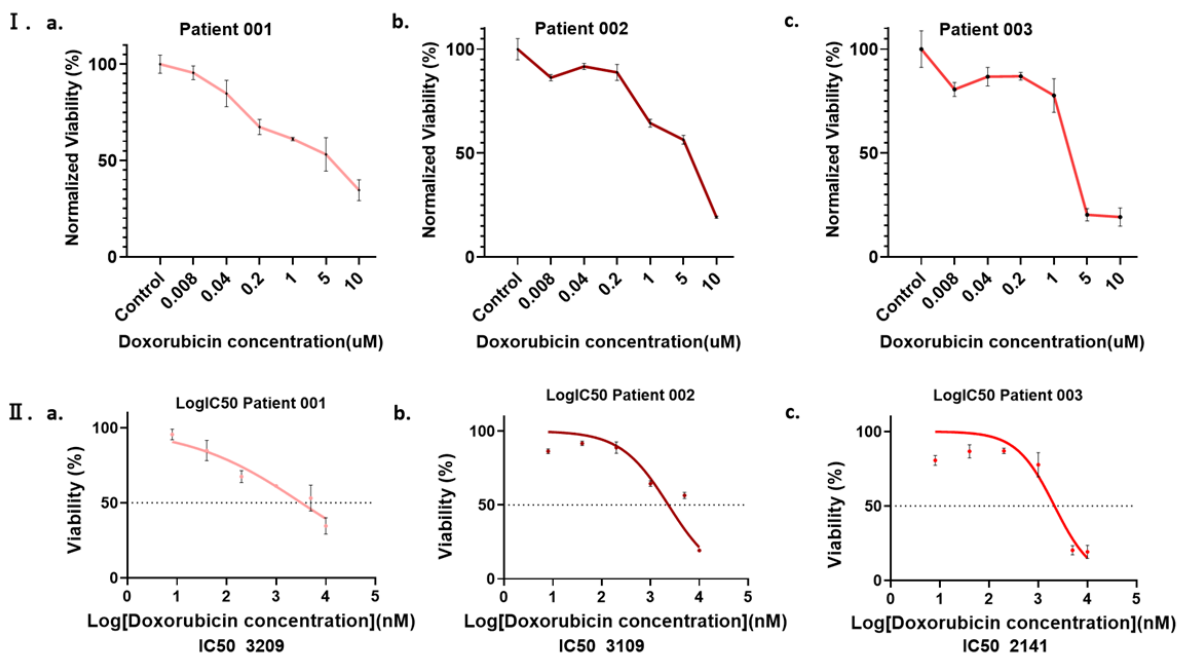 I. a.
Patient 001
Normalized Viability (%)
100
50
0
Control
0.008
0.04
0.2
1
5
10
Doxorubicin concentration(uM)
b.
Patient 002
Normalized Viability (%)
100
50
0
Control
0.008
0.04
0.2
1
5
10
Doxorubicin concentration(uM)
c.
Patient 003
Normalized Viability (%)
100
50
0
Control
0.008
0.04
0.2
1
5
10
Doxorubicin concentration(uM)
II. a.
LogIC50 Patient 001
Viability (%)
100
50
0
0 1 2 3 4 5
Log[Doxorubicin concentration](nM)
IC50 3209
b.
LogIC50 Patient 002
Viability (%)
100
50
0
0 1 2 3 4 5
Log[Doxorubicin concentration](nM)
IC50 3109
c.
LogIC50 Patient 003
Viability (%)
100
50
0
0 1 2 3 4 5
Log[Doxorubicin concentration](nM)
IC50 2141